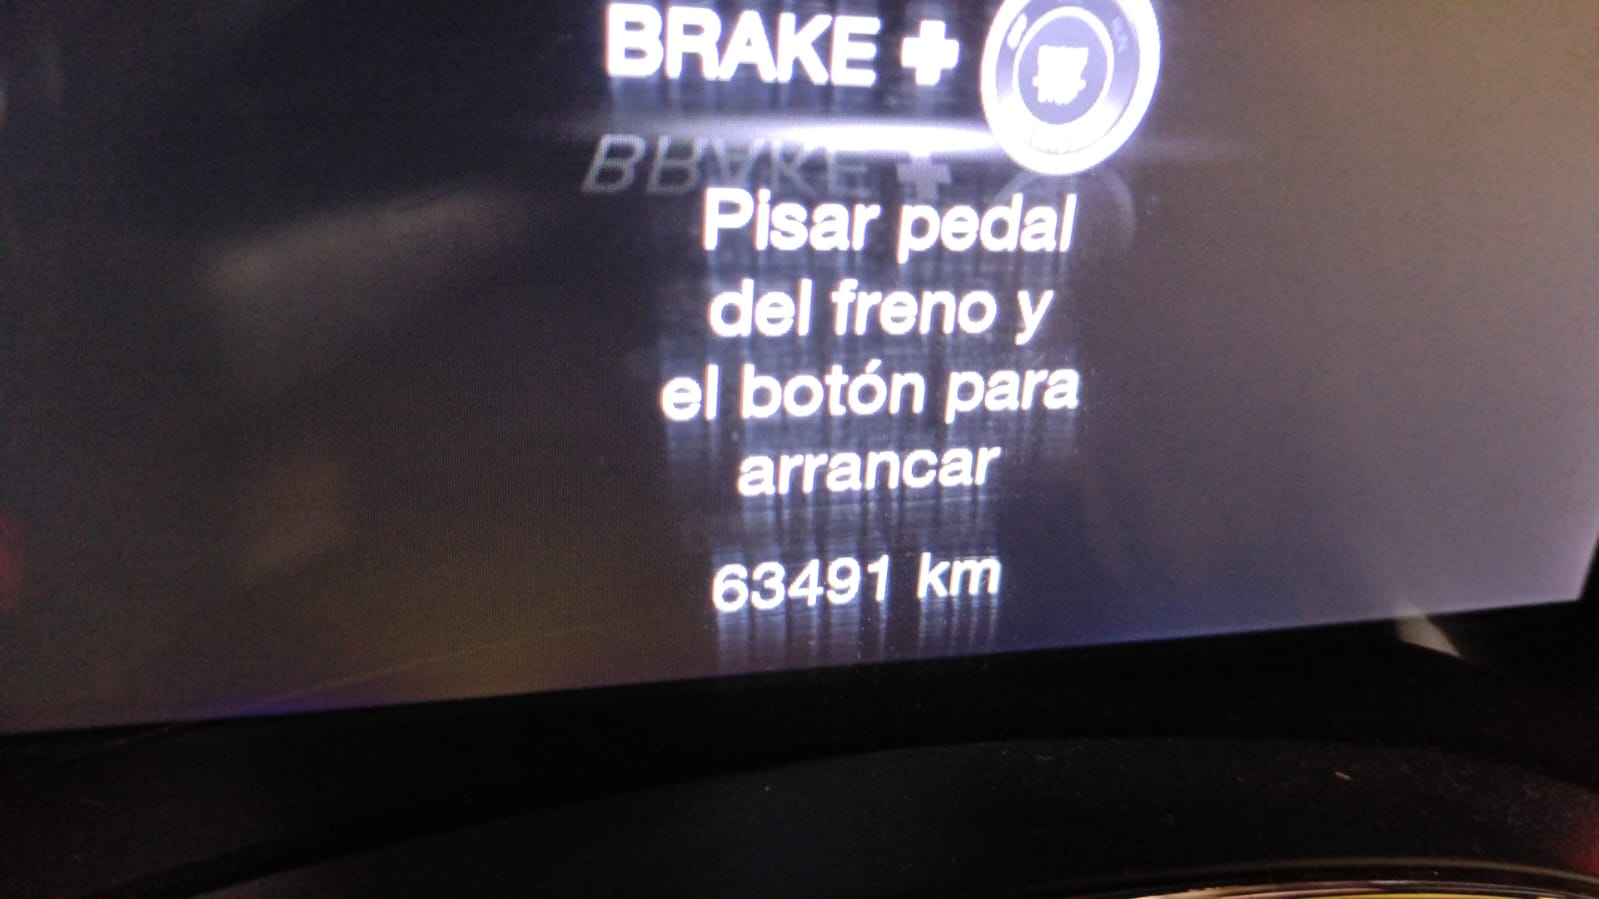 BRAKE +
Pisar pedal
del freno y
el botón para
arrancar
63491 km